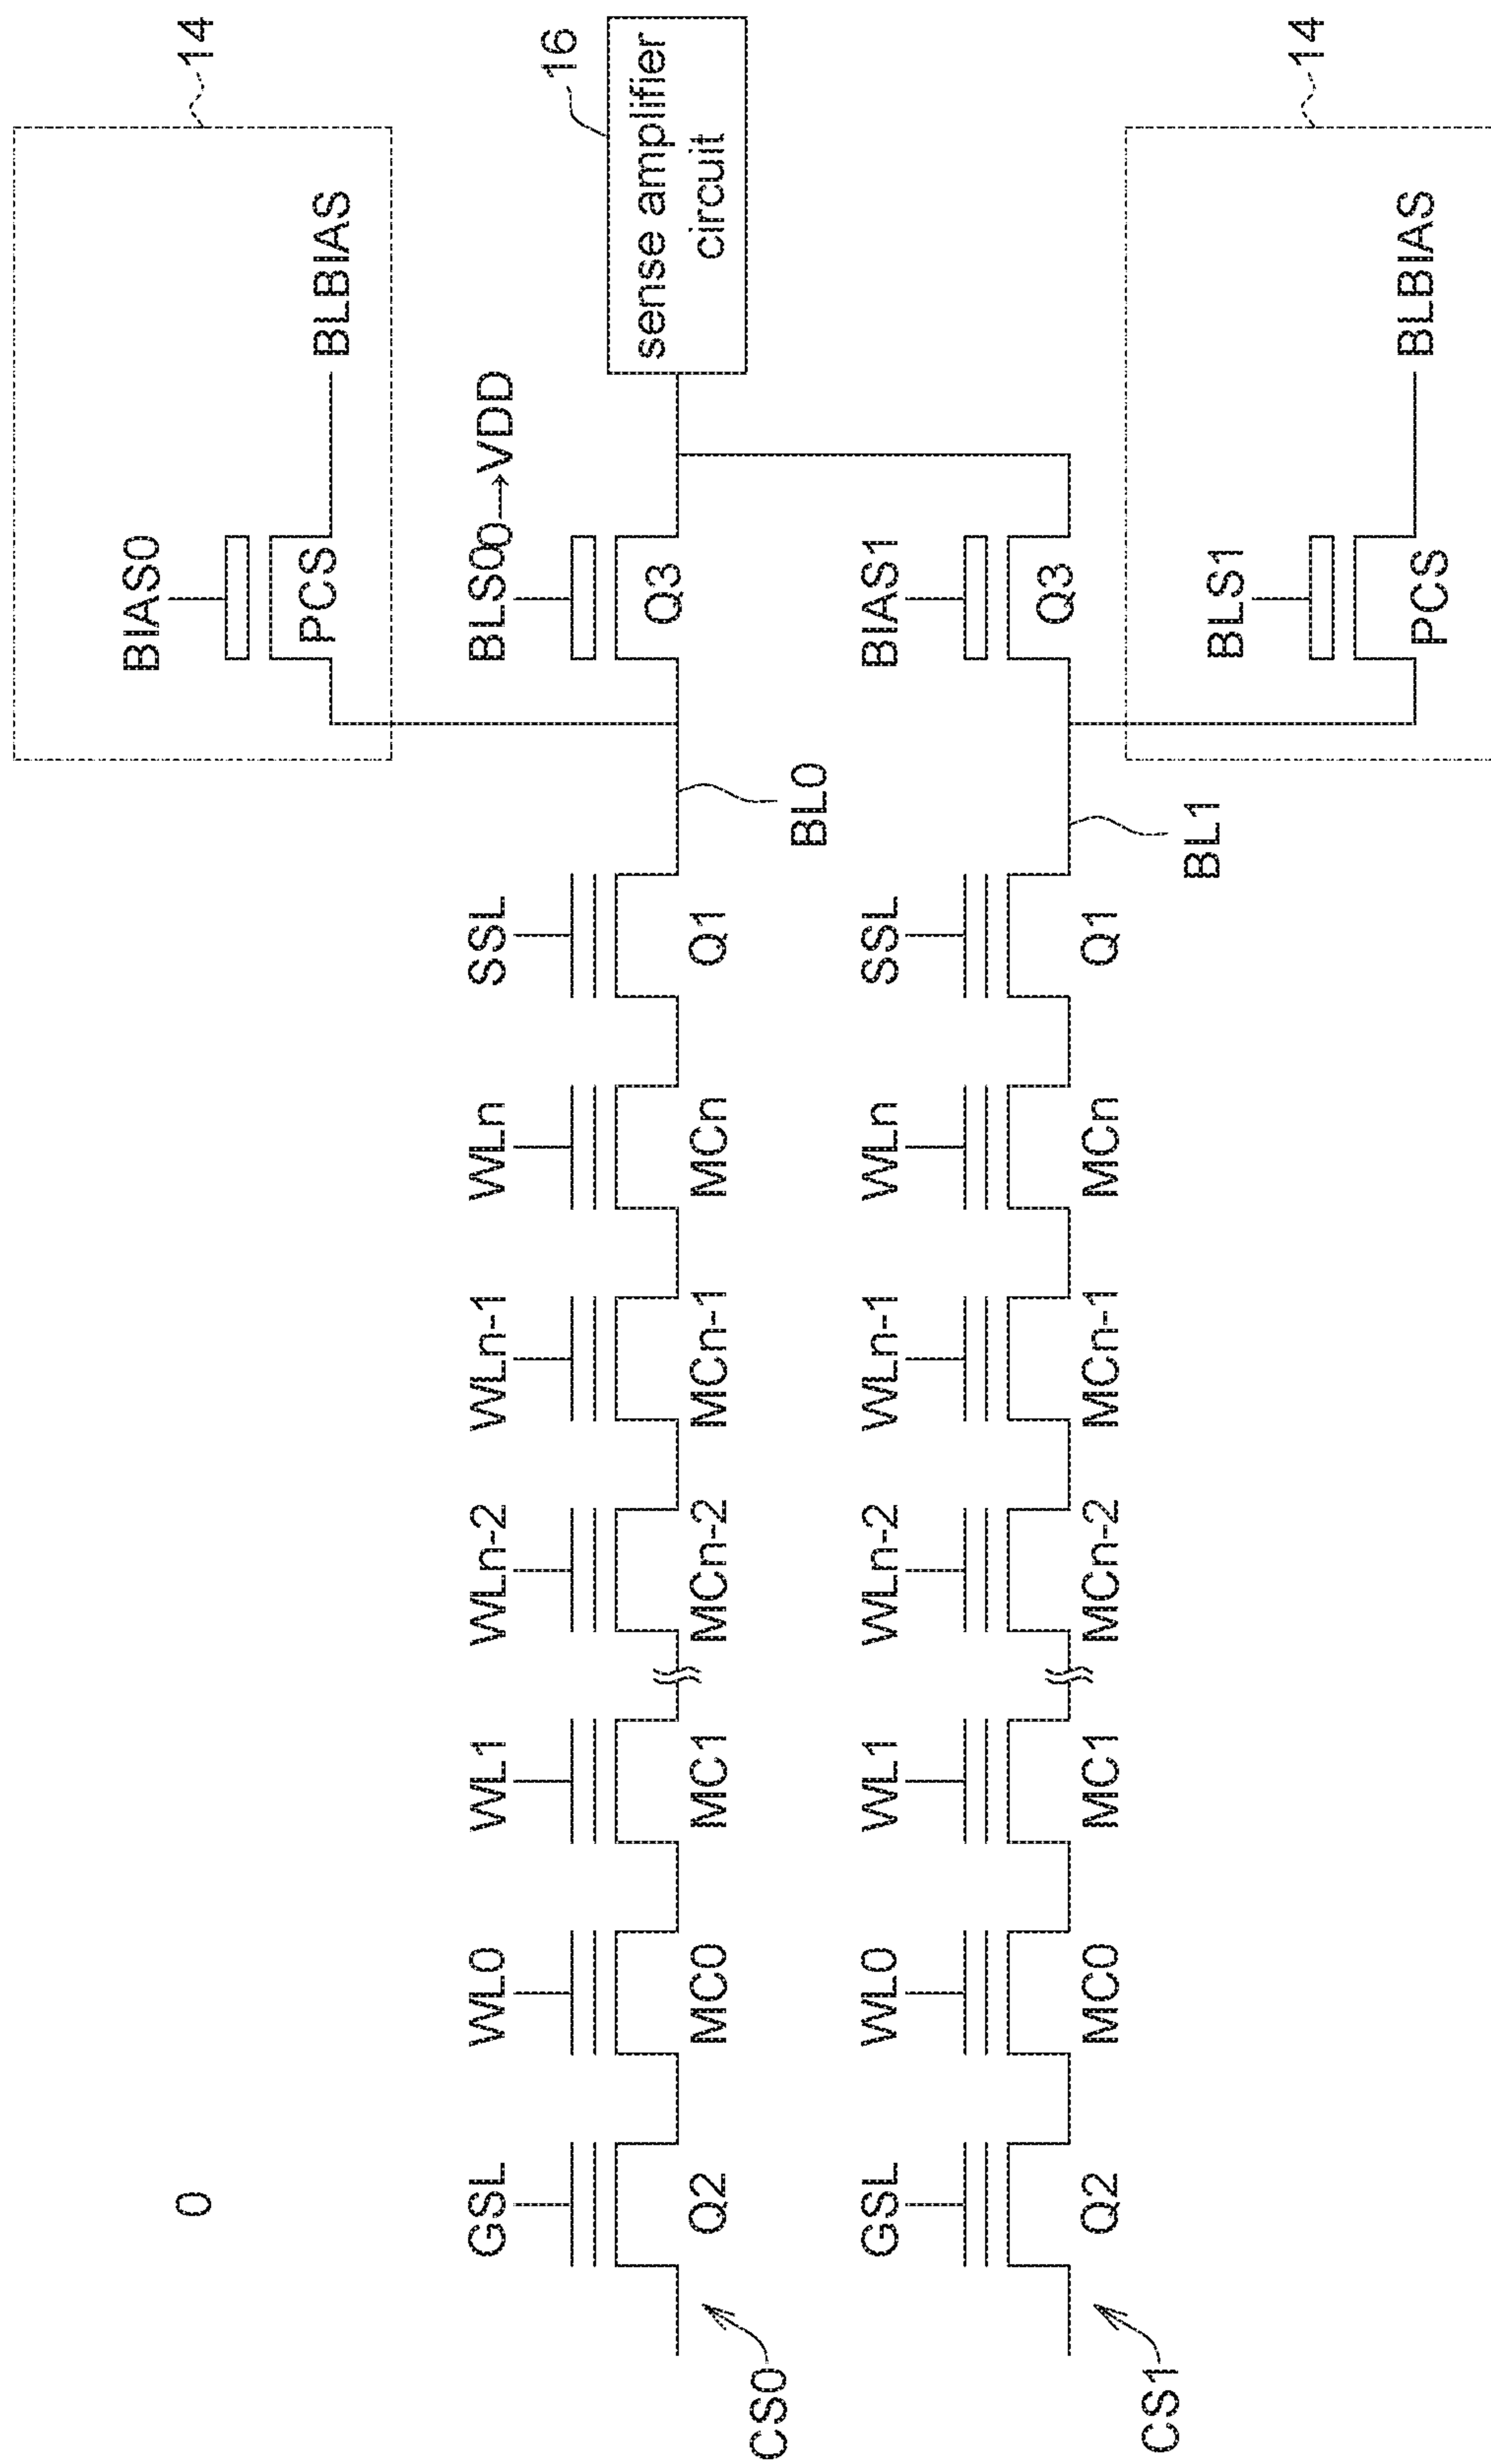 14
BIAS0
PCS
BLBIAS
0
16
sense amplifier
circuit
GSL
WL0
WL1
WLn-2
WLn-1
WLn
SSL
BLS0
0→VDD
Q2
MC0
MC1
MCn-2
MCn-1
MCn
Q1
Q3
CS0
BL0
GSL
WL0
WL1
WLn-2
WLn-1
WLn
SSL
BIAS1
Q2
MC0
MC1
MCn-2
MCn-1
MCn
Q1
Q3
CS1
BL1
14
BLS1
PCS
BLBIAS